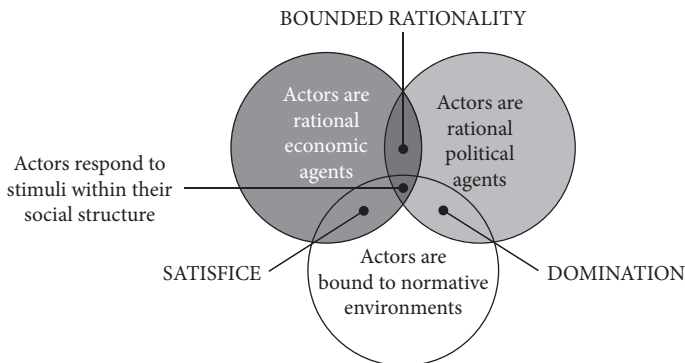 BOUNDED RATIONALITY
Actors are
rational
economic
agents
Actors are
rational
political
agents
Actors respond to
stimuli within their
social structure
SATISFICE
Actors are
bound to normative
environments
DOMINATION